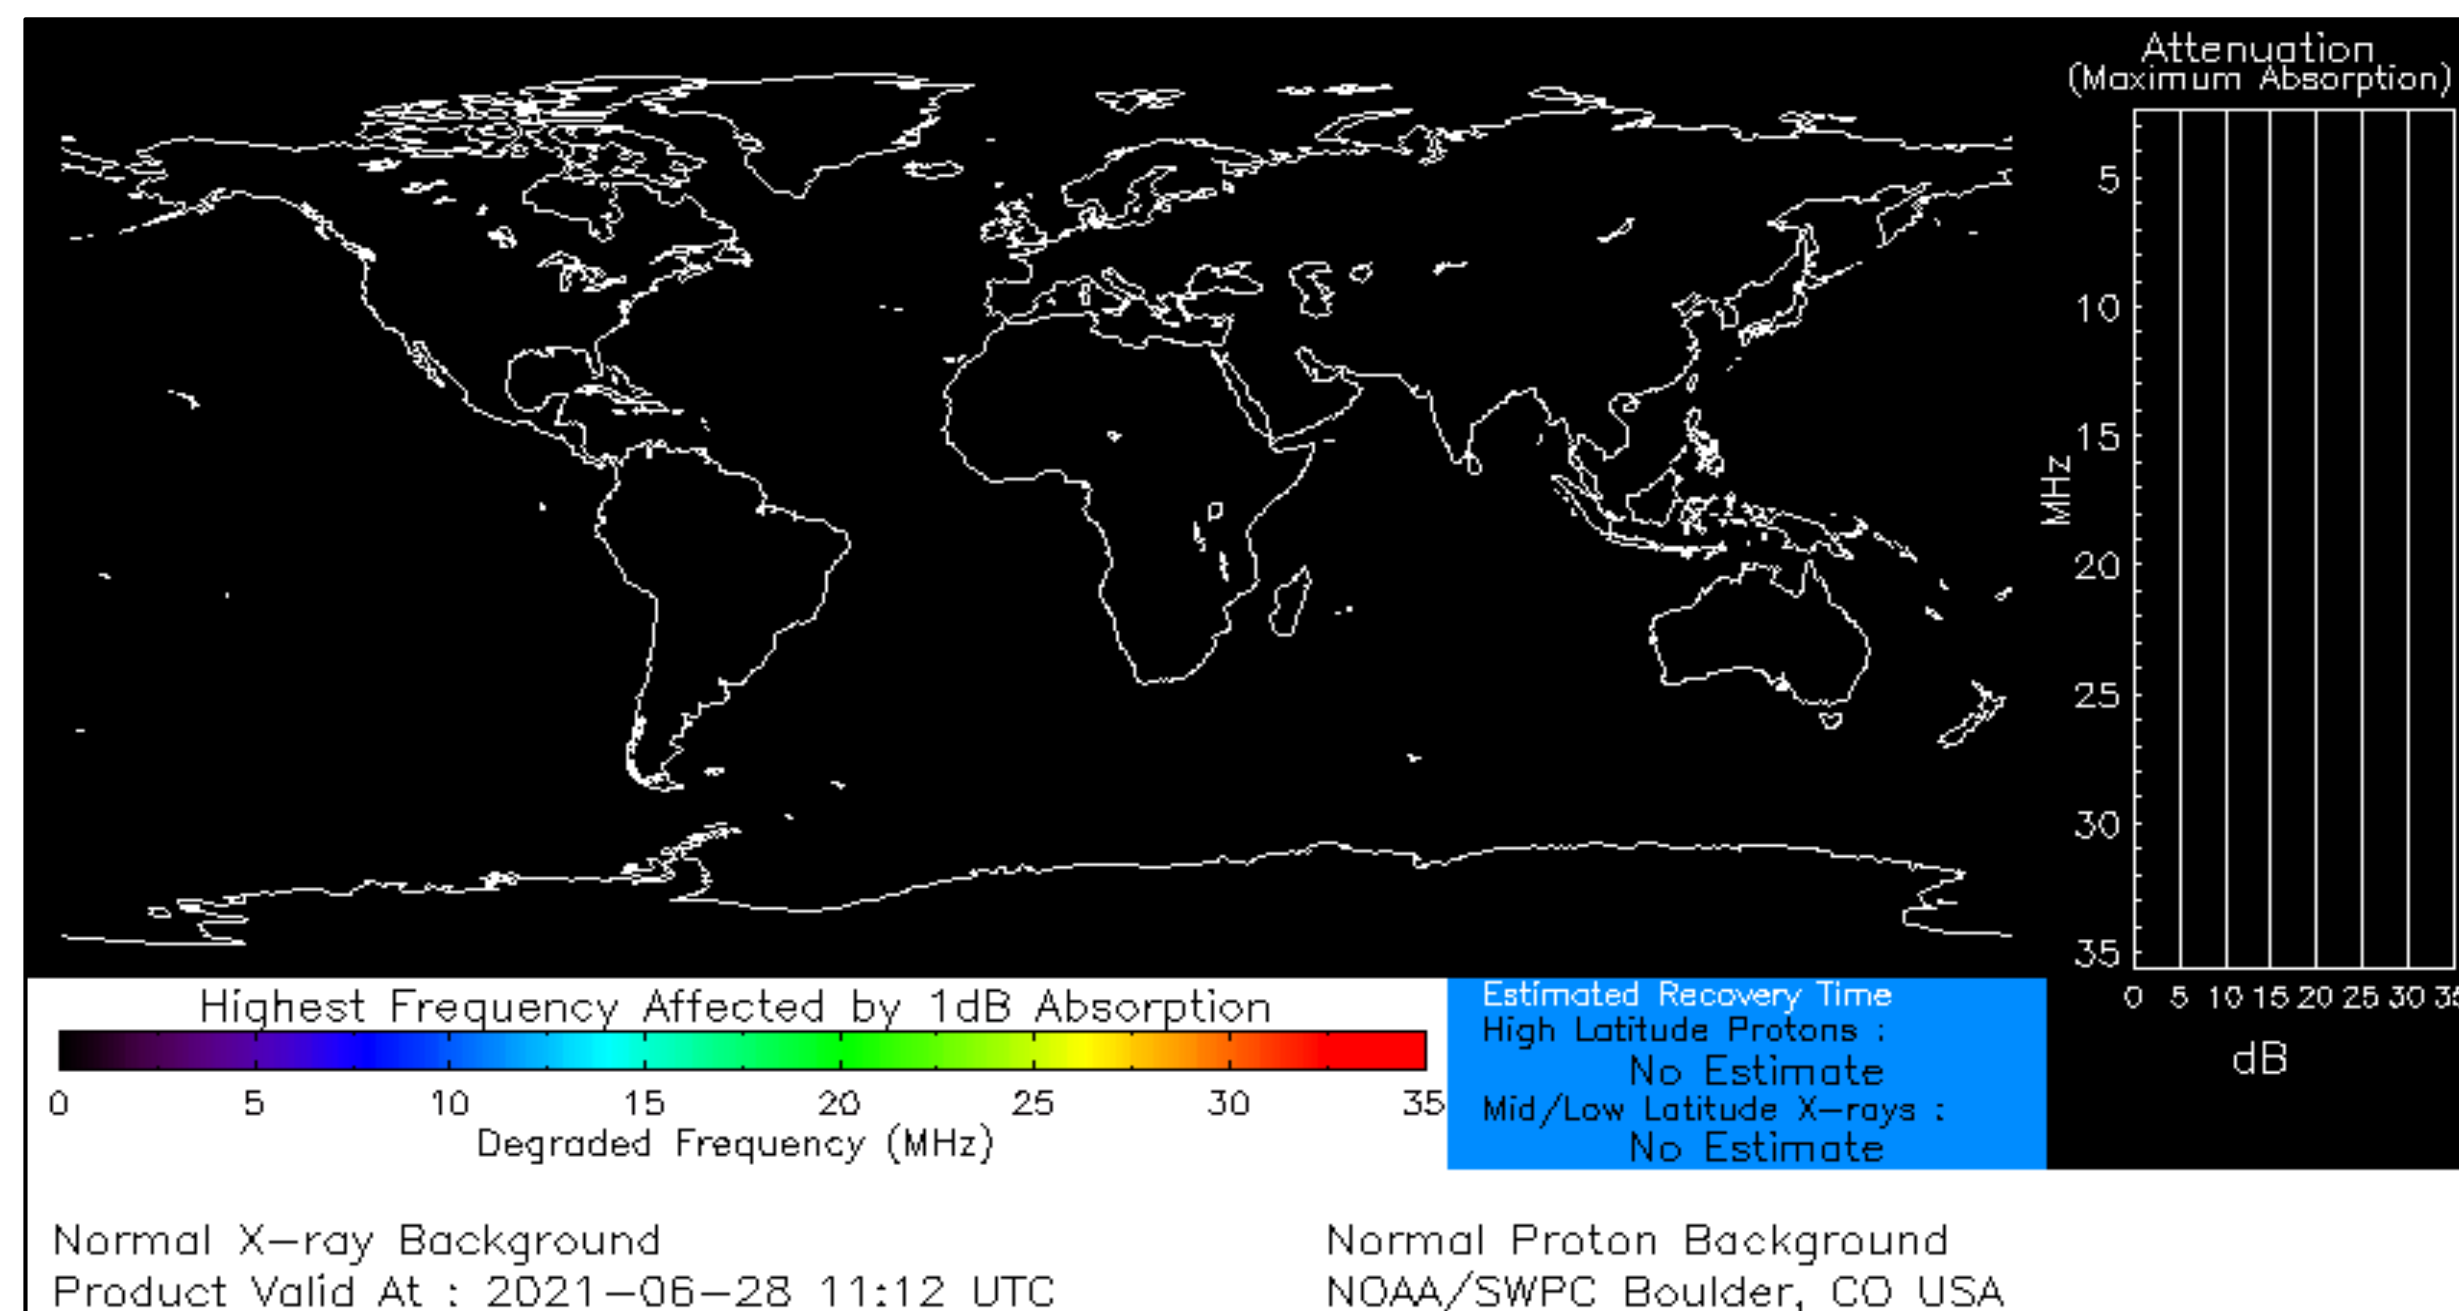 Attenuation
(Maximum Absorption)
5
10
15
20
25
30
35
MHz
0 5 10 15 20 25 30
dB
Highest Frequency Affected by 1dB Absorption
0 5 10 15 20 25 30 35
Degraded Frequency (MHz)
Estimated Recovery Time
High Latitude Protons :
No Estimate
Mid/Low Latitude X-rays :
No Estimate
Normal X-ray Background
Normal Proton Background
Product Valid At : 2021-06-28 11:12 UTC
NOAA/SWPC Boulder, CO USA